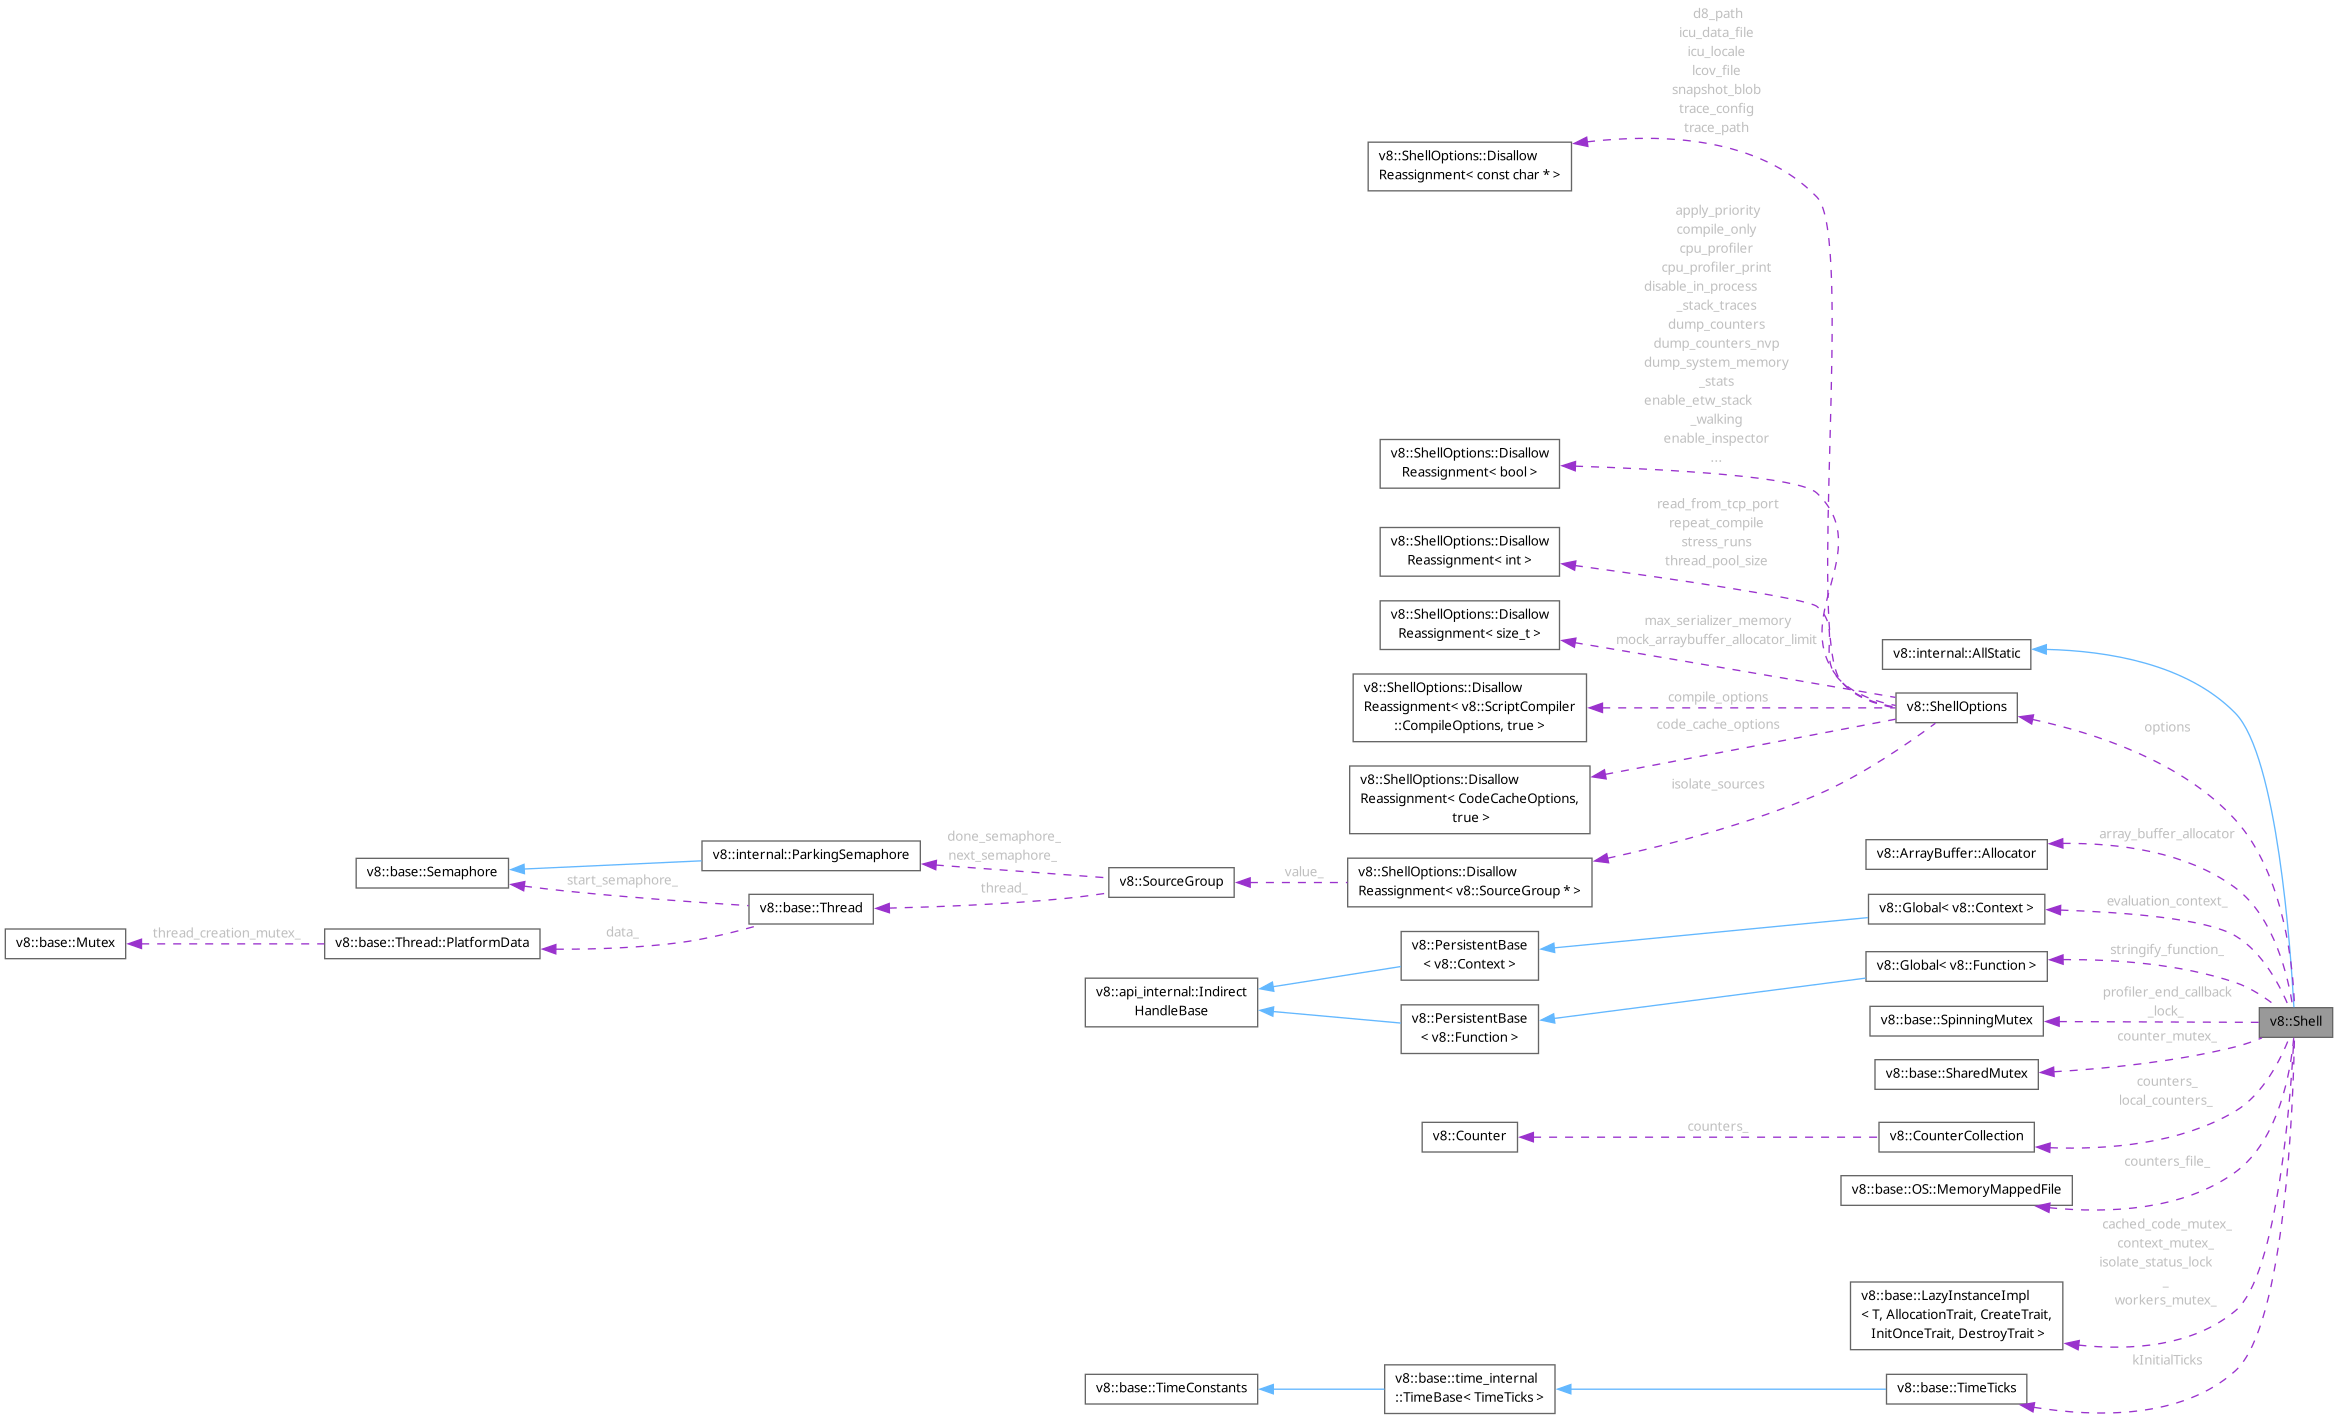 d8_path
icu_data_file
icu_locale
lcov_file
snapshot_blob
trace_config
trace_path
v8::ShellOptions::Disallow
Reassignment< const char * >
apply_priority
compile_only
cpu_profiler
cpu_profiler_print
disable_in_process
_stack_traces
dump_counters
dump_counters_nvp
dump_system_memory
_stats
enable_etw_stack
_walking
enable_inspector
...
v8::ShellOptions::Disallow
Reassignment< bool >
read_from_tcp_port
repeat_compile
stress_runs
thread_pool_size
v8::ShellOptions::Disallow
Reassignment< int >
v8::ShellOptions::Disallow
Reassignment< size_t >
max_serializer_memory
mock_arraybuffer_allocator_limit
v8::internal::AllStatic
v8::ShellOptions::Disallow
Reassignment< v8::ScriptCompiler
::CompileOptions, true >
compile_options
code_cache_options
v8::ShellOptions
options
v8::ShellOptions::Disallow
Reassignment< CodeCacheOptions,
true >
isolate_sources
array_buffer_allocator
v8::ArrayBuffer::Allocator
v8::base::Semaphore
v8::internal::ParkingSemaphore
done_semaphore_
next_semaphore_
start_semaphore_
v8::base::Thread
thread_
v8::SourceGroup
value_
v8::ShellOptions::Disallow
Reassignment< v8::SourceGroup * >
v8::Global< v8::Context >
evaluation_context_
v8::base::Mutex
thread_creation_mutex_
v8::base::Thread::PlatformData
data_
v8::PersistentBase
< v8::Context >
v8::Global< v8::Function >
stringify_function_
v8::api_internal::Indirect
HandleBase
v8::PersistentBase
< v8::Function >
v8::base::SpinningMutex
profiler_end_callback
_lock_
v8::Shell
counter_mutex_
v8::base::SharedMutex
counters_
local_counters_
v8::Counter
counters_
v8::CounterCollection
counters_file_
v8::base::OS::MemoryMappedFile
cached_code_mutex_
context_mutex_
isolate_status_lock
_
workers_mutex_
v8::base::LazyInstanceImpl
< T, AllocationTrait, CreateTrait,
InitOnceTrait, DestroyTrait >
kInitialTicks
v8::base::TimeConstants
v8::base::time_internal
::TimeBase< TimeTicks >
v8::base::TimeTicks